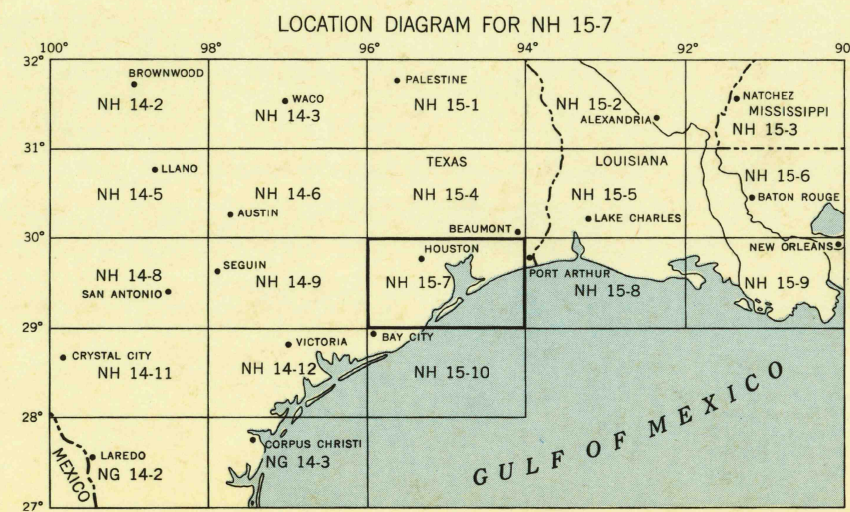 LOCATION DIAGRAM FOR NH 15-7
100° 98° 96° 94° 92° 90
32°
BROWNWOOD
NH 14-2
WACO
NH 14-3
PALESTINE
NH 15-1
NH 15-2
ALEXANDRIA
NATCHEZ
MISSISSIPPI
NH 15-3
31°
LLANO
NH 14-5
NH 14-6
AUSTIN
TEXAS
NH 15-4
BEAUMONT
LOUISIANA
NH 15-5
LAKE CHARLES
NH 15-6
BATON ROUGE
30°
NH 14-8
SAN ANTONIO
SEGUIN
NH 14-9
HOUSTON
NH 15-7
PORT ARTHUR
NH 15-8
NEW ORLEANS
NH 15-9
29°
CRYSTAL CITY
NH 14-11
VICTORIA
NH 14-12
BAY CITY
NH 15-10
GULF OF MEXICO
28°
MEXICO
LAREDO
NG 14-2
CORPUS CHRISTI
NG 14-3
27°